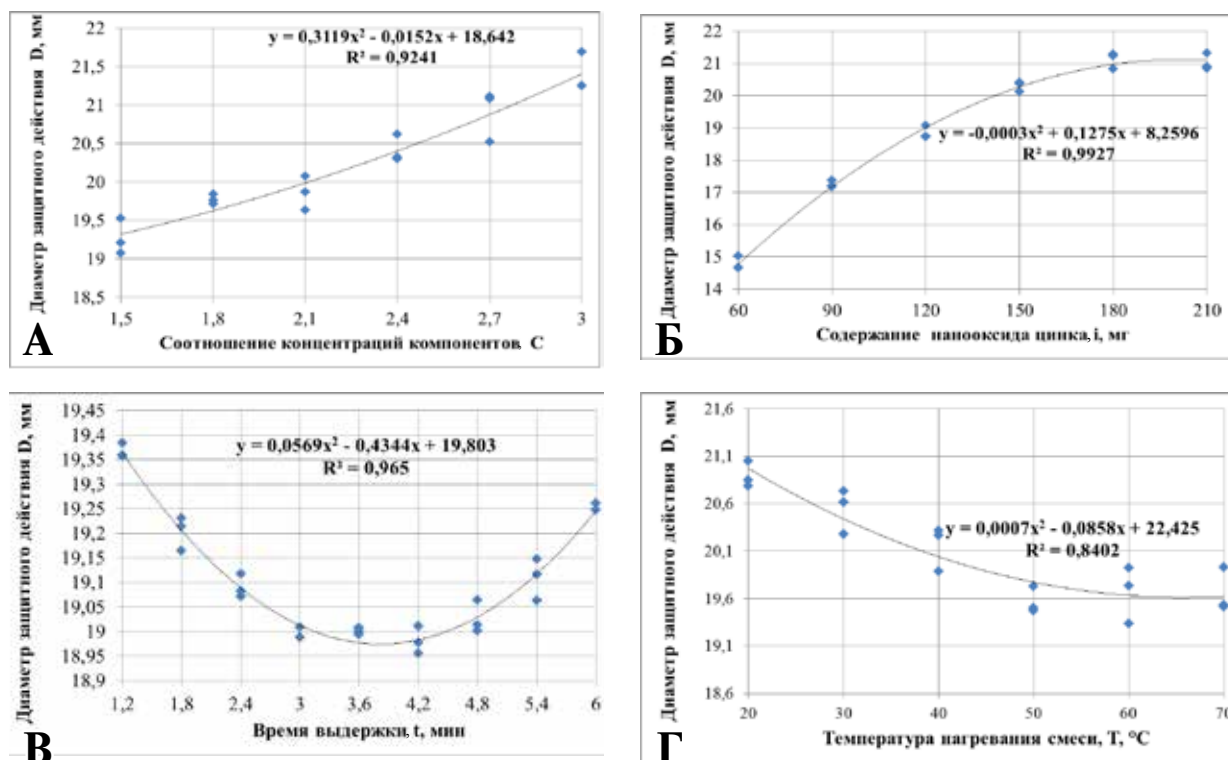 Диаметр защитного действия D, мм
22
21,5
21
20,5
20
19,5
19
18,5
y = 0,3119x² - 0,0152x + 18,642
R² = 0,9241
1,5 1,8 2,1 2,4 2,7 3
Соотношение концентраций компонентов. С
А
Диаметр защитного действия D, мм
22
21
20
19
18
17
16
15
14
y = -0,0003x² + 0,1275x + 8,2596
R² = 0,9927
60 90 120 150 180 210
Содержание нанооксида цинка, i, мг
Б
Диаметр защитного действия D, мм
19,45
19,4
19,35
19,3
19,25
19,2
19,15
19,1
19,05
19
18,95
18,9
y = 0,0569x² - 0,4344x + 19,803
R² = 0,965
1,2 1,8 2,4 3 3,6 4,2 4,8 5,4 6
Время выдержки, t, мин
В
Диаметр защитного действия D, мм
21,6
21,1
20,6
20,1
19,6
19,1
18,6
y = 0,0007x² - 0,0858x + 22,425
R² = 0,8402
20 30 40 50 60 70
Температура нагревания смеси, Т, °С
Г